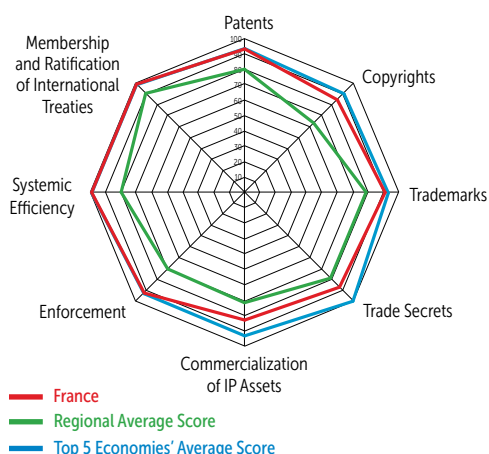 Patents
Membership
and Ratification
of International
Treaties
Copyrights
100
80
70
60
50
40
30
20
10
Systemic
Efficiency
Trademarks
Enforcement
Trade Secrets
Commercialization
of IP Assets
France
Regional Average Score
Top 5 Economies' Average Score